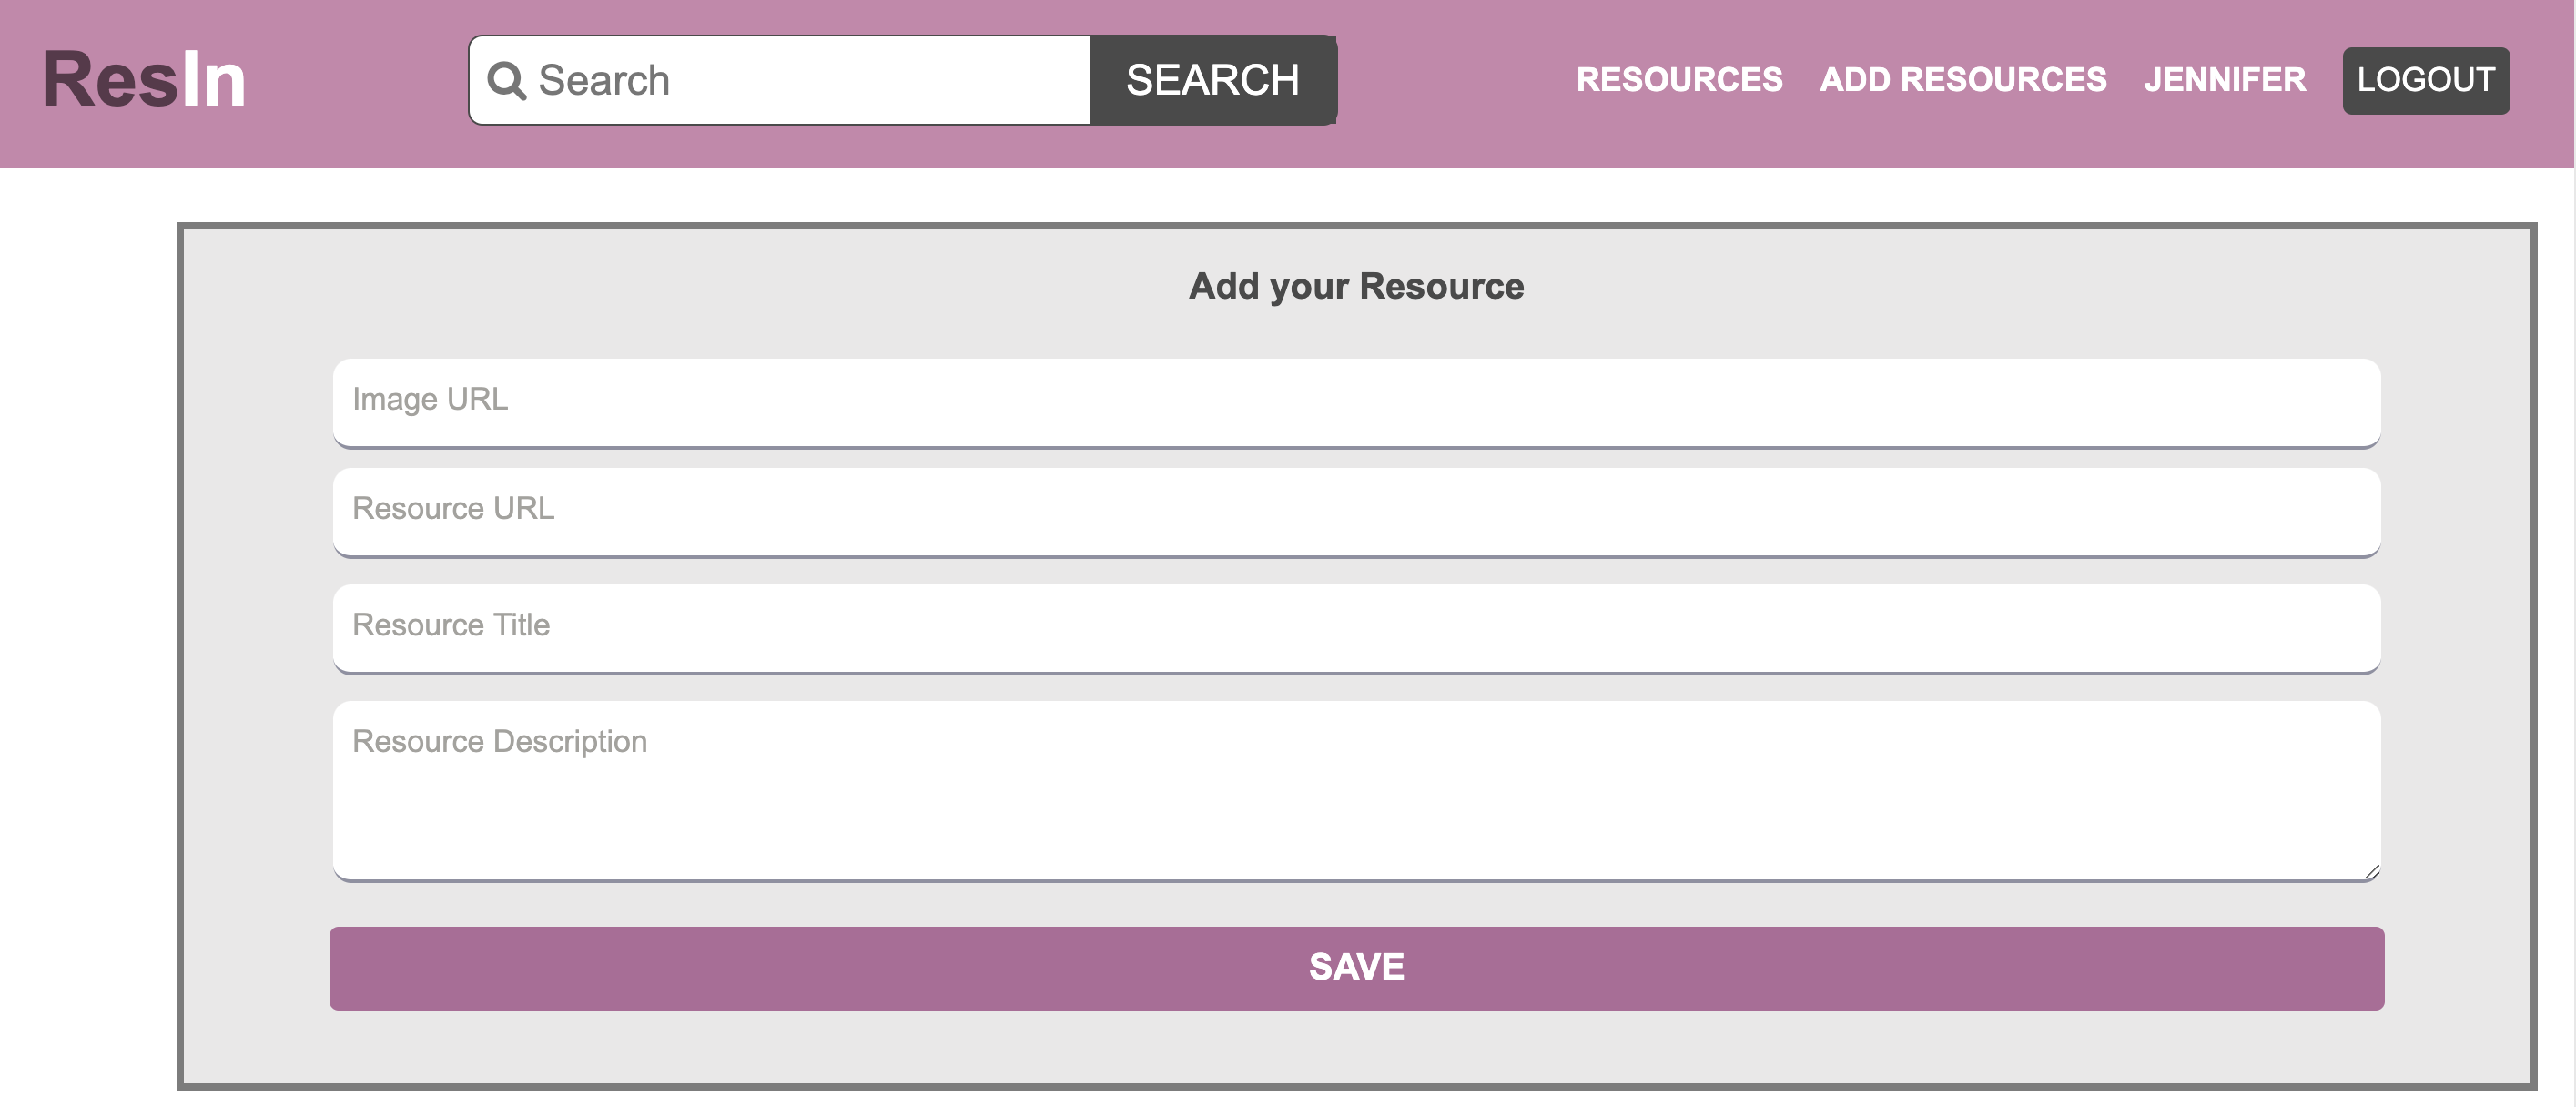 ResIn Search SEARCH RESOURCES ADD RESOURCES JENNIFER LOGOUT
Add your Resource
Image URL
Resource URL
Resource Title
Resource Description
SAVE